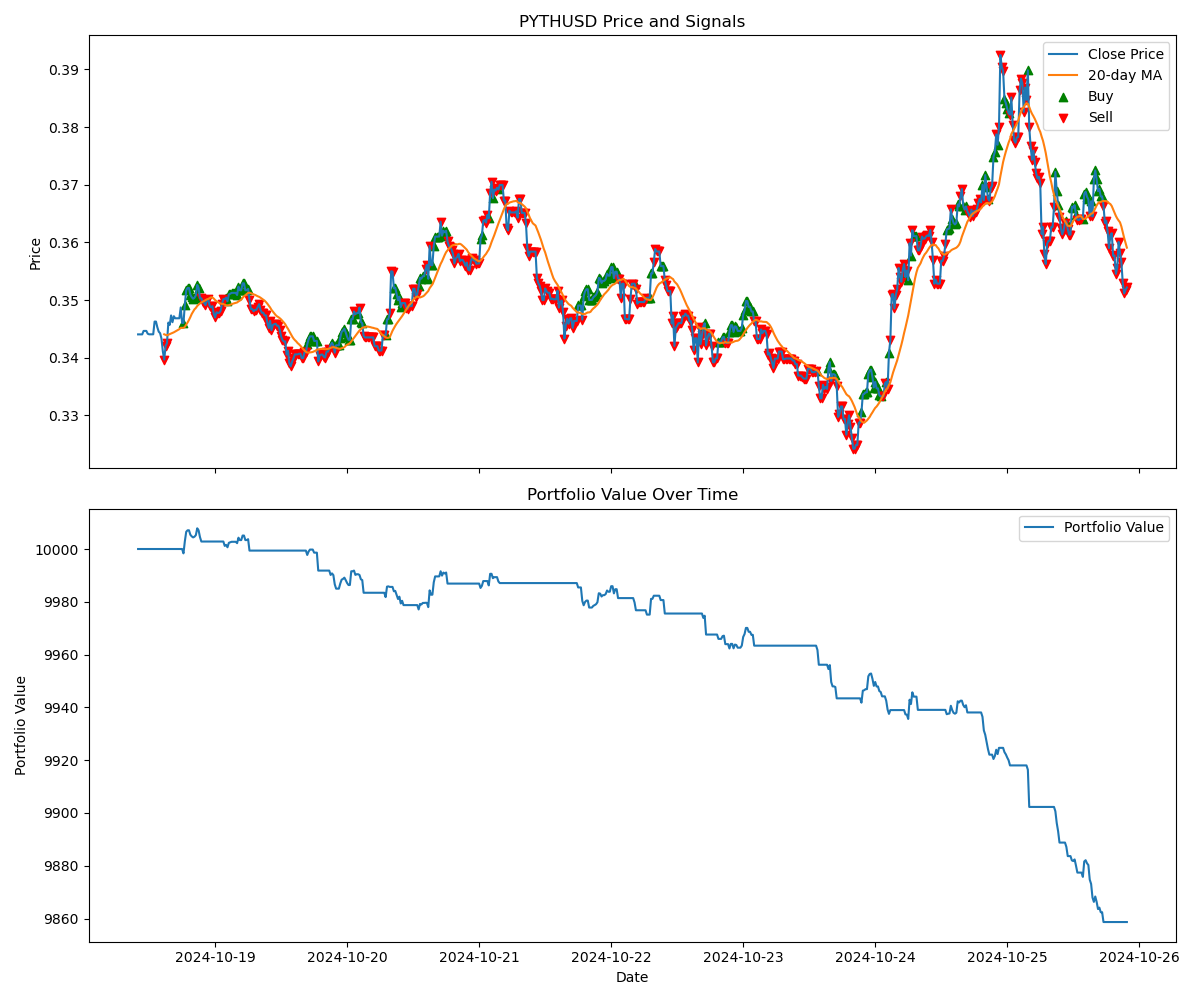 PYTHUSD Price and Signals
Price
0.39
0.38
0.37
0.36
0.35
0.34
0.33
Close Price
20-day MA
Buy
Sell
Portfolio Value Over Time
Portfolio Value
10000
9980
9960
9940
9920
9900
9880
9860
Portfolio Value
2024-10-19 2024-10-20 2024-10-21 2024-10-22 2024-10-23 2024-10-24 2024-10-25 2024-10-26
Date